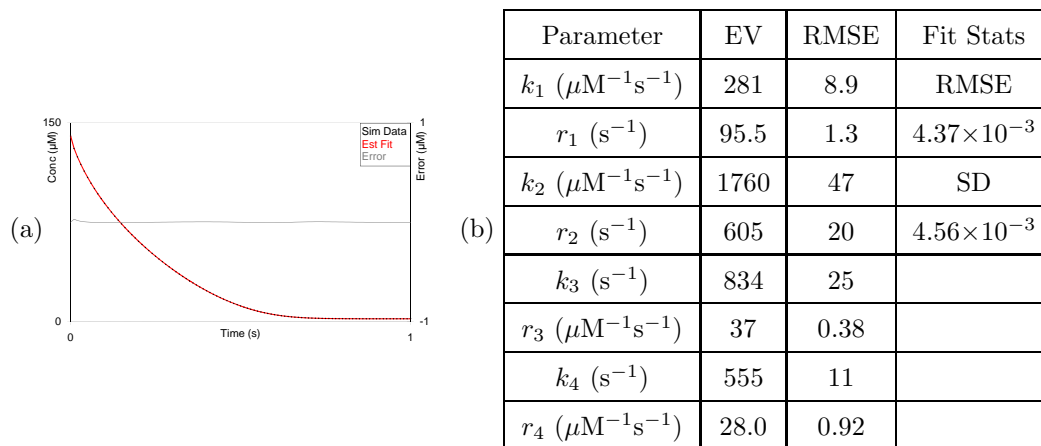 (a)
150
Conc (µM)
0
0
Time (s)
1
1
Error (µM)
-1
Sim Data
Est Fit
Error
(b)
Parameter EV RMSE Fit Stats
k₁ (μM⁻¹s⁻¹) 281 8.9 RMSE
r₁ (s⁻¹) 95.5 1.3 4.37×10⁻³
k₂ (μM⁻¹s⁻¹) 1760 47 SD
r₂ (s⁻¹) 605 20 4.56×10⁻³
k₃ (s⁻¹) 834 25
r₃ (μM⁻¹s⁻¹) 37 0.38
k₄ (s⁻¹) 555 11
r₄ (μM⁻¹s⁻¹) 28.0 0.92